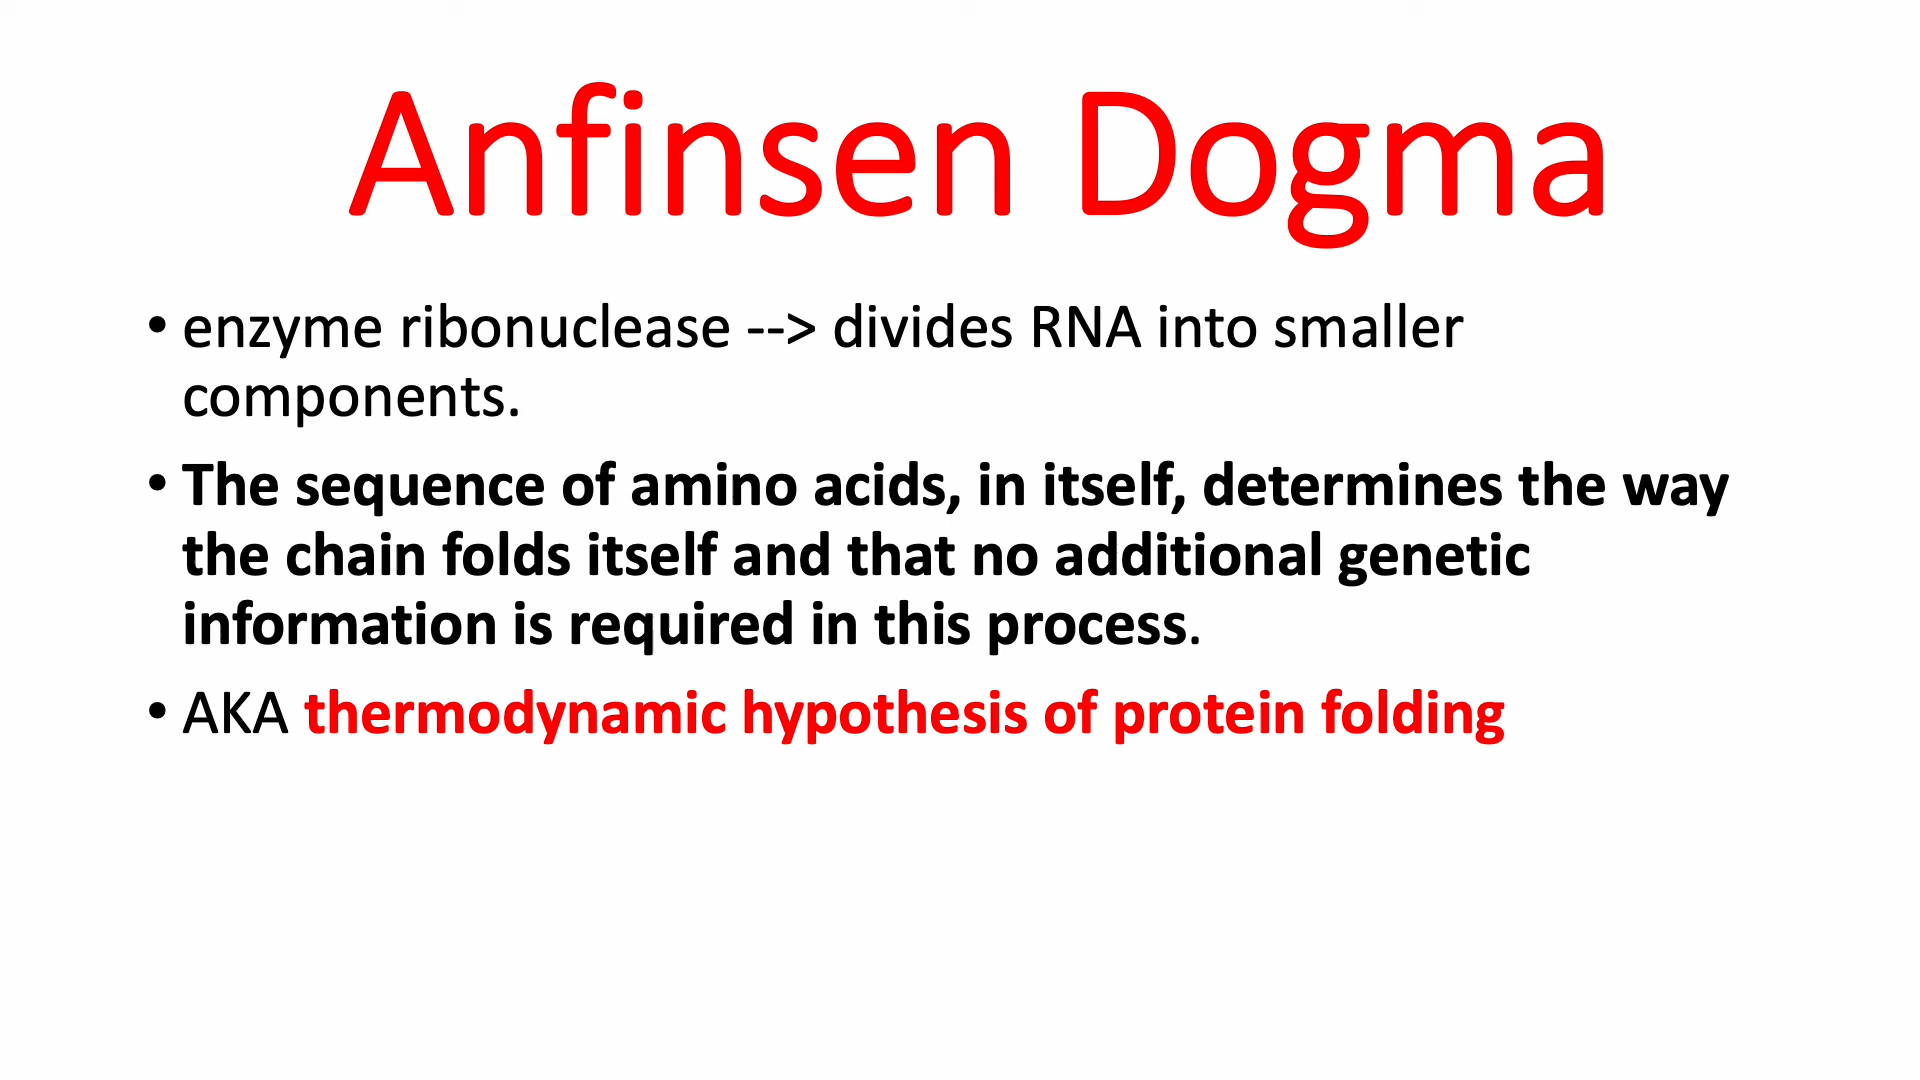 Anfinsen Dogma
• enzyme ribonuclease --> divides RNA into smaller
components.
• The sequence of amino acids, in itself, determines the way
the chain folds itself and that no additional genetic
information is required in this process.
• AKA thermodynamic hypothesis of protein folding